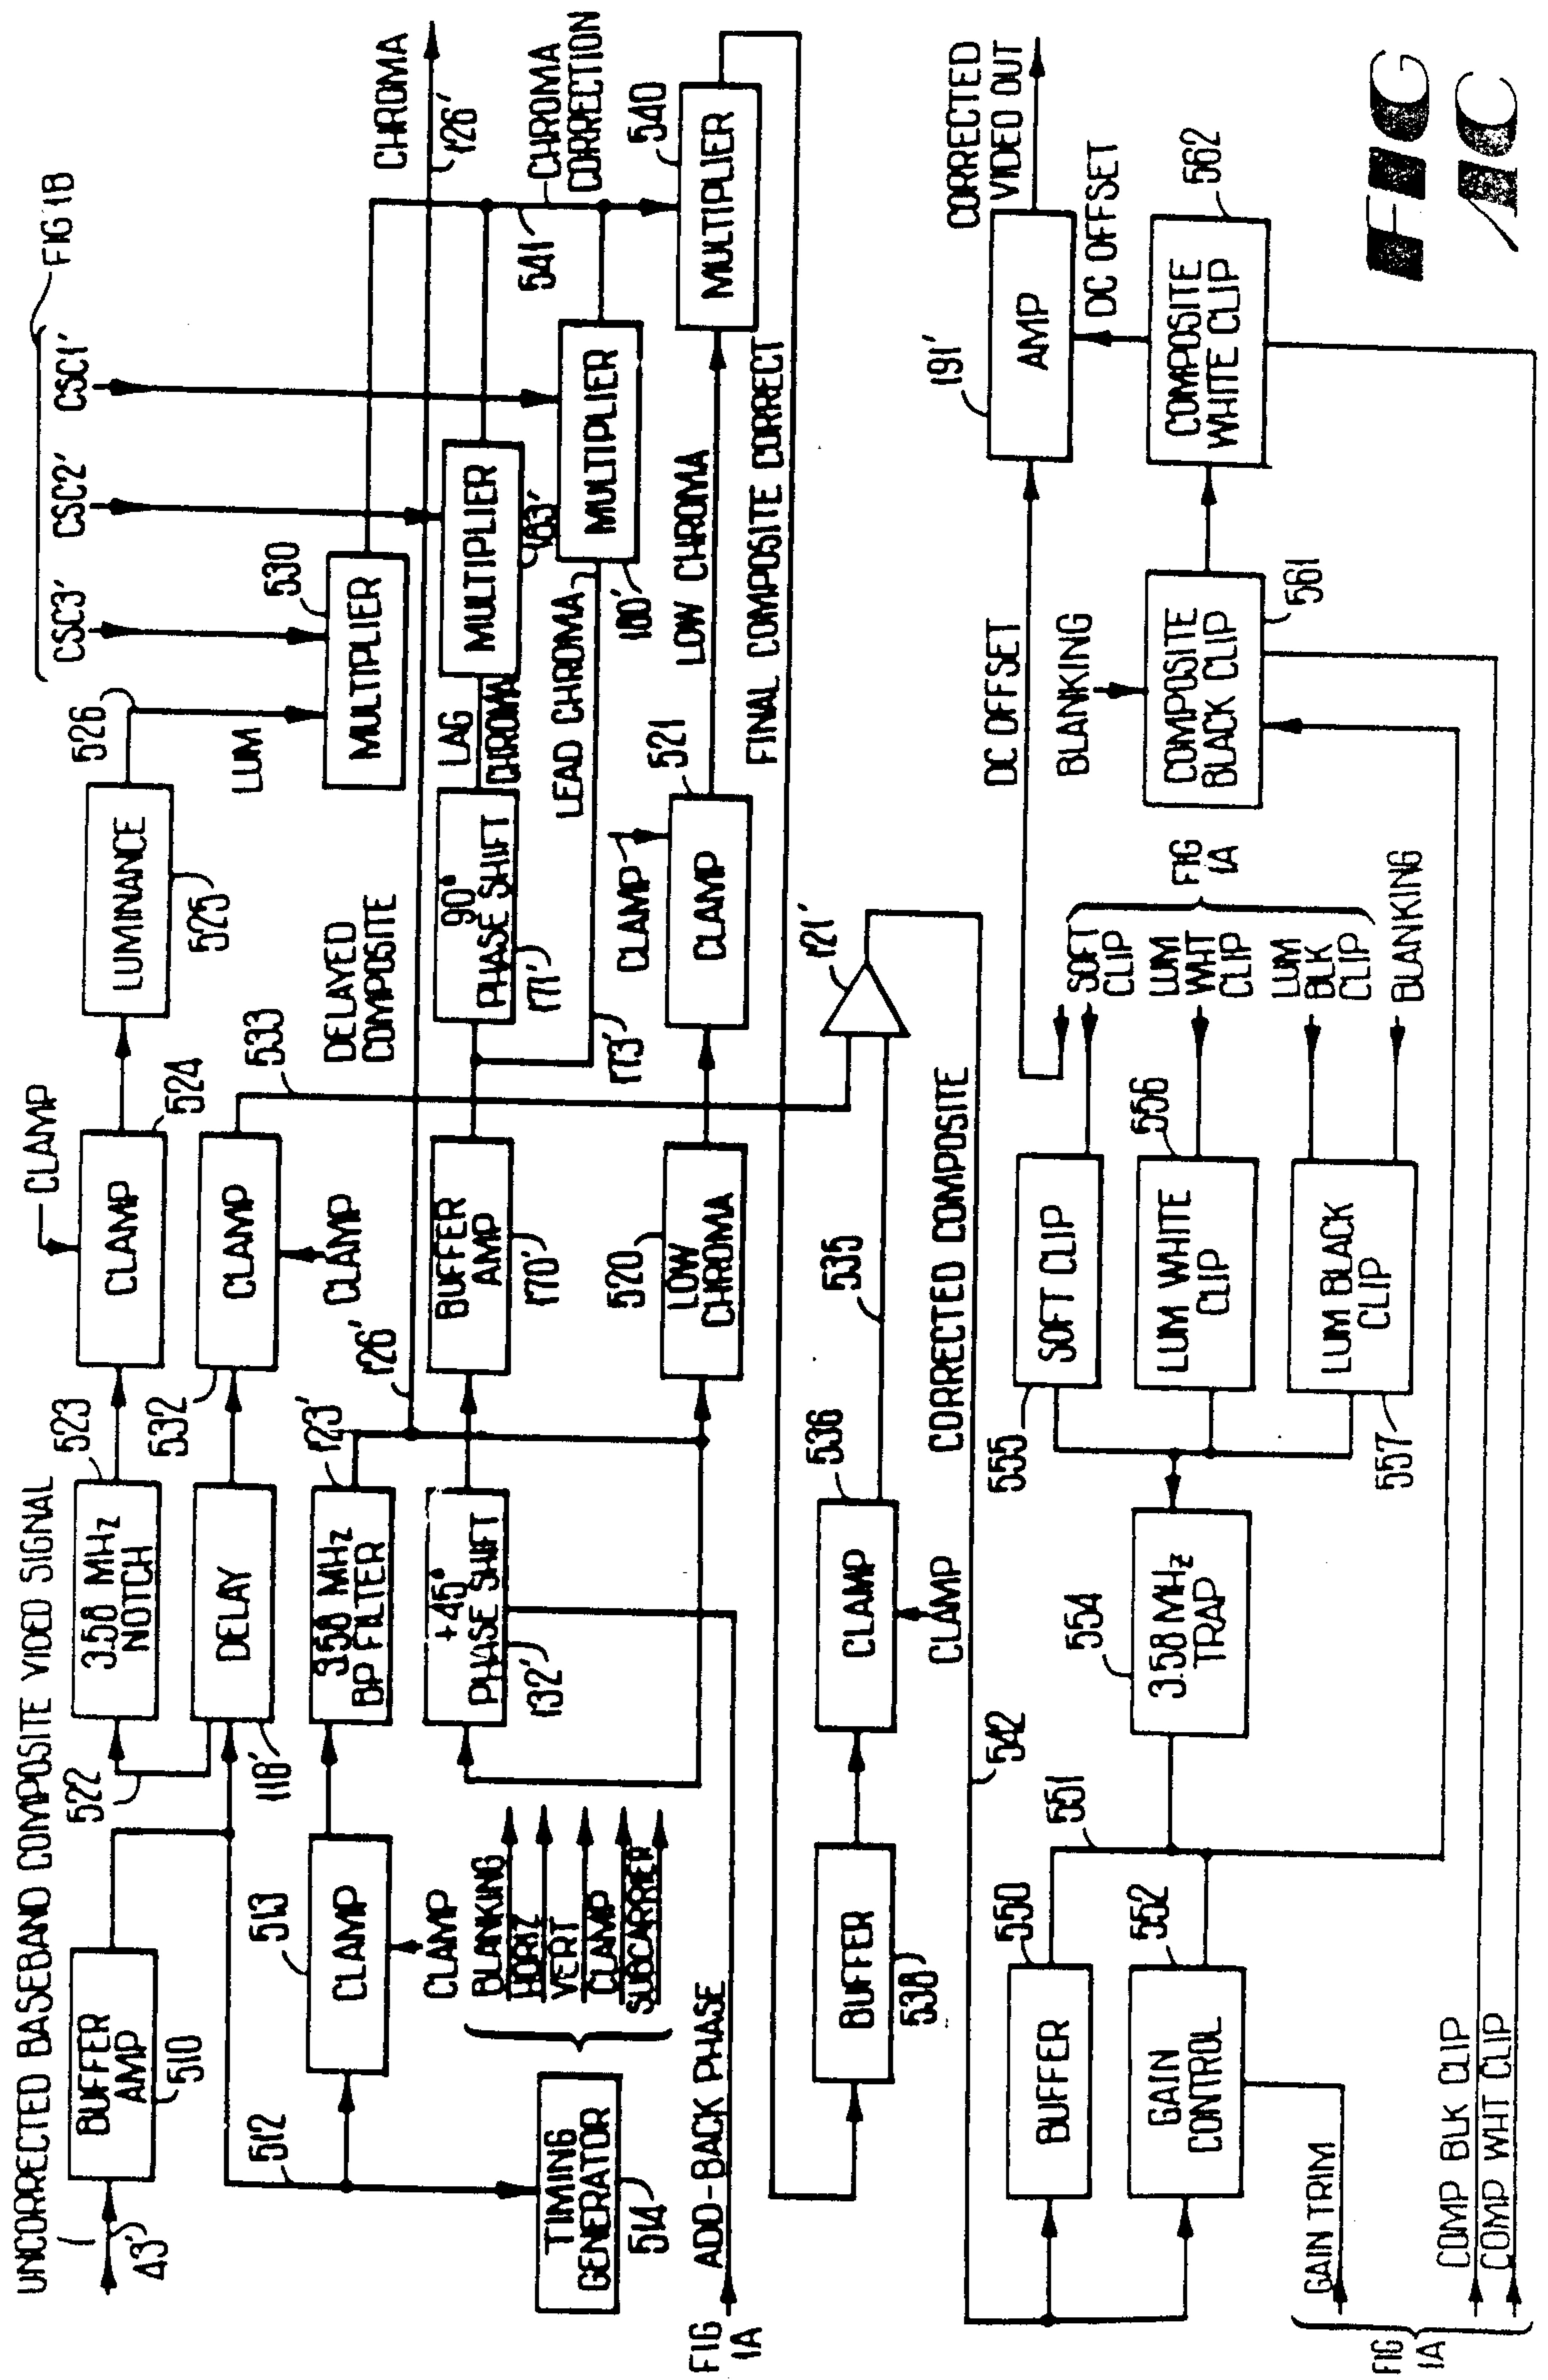 UNCORRECTED BASEBAND COMPOSITE VIDEO SIGNAL
43'
BUFFER
AMP
510
522
3.58 MHz
NOTCH
523
CLAMP
CLAMP
524
LUMINANCE
525
526
LUM
CSC3'
CSC2'
CSC1'
FIG 1B
118'
DELAY
532
CLAMP
CLAMP
533
DELAYED
COMPOSITE
MULTIPLIER
530
CHROMA
126'
512
513
CLAMP
CLAMP
3.58 MHz
BP FILTER
123'
126'
TIMING
GENERATOR
514
BLANKING
HORIZ
VERT
CLAMP
SUBCARRIER
+45°
PHASE SHIFT
132'
BUFFER
AMP
170'
90°
PHASE SHIFT
171'
LAG
CHROMA
MULTIPLIER
183'
173'
LEAD CHROMA
MULTIPLIER
180'
541
CHROMA
CORRECTION
520
LOW
CHROMA
CLAMP
CLAMP
521
LOW CHROMA
MULTIPLIER
540
FIG
1A
ADD-BACK PHASE
FINAL COMPOSITE CORRECT
BUFFER
538
CLAMP
536
CLAMP
535
121'
CORRECTED COMPOSITE
542
BUFFER
550
551
GAIN
CONTROL
552
GAIN TRIM
3.58 MHz
TRAP
554
SOFT CLIP
555
LUM WHITE
CLIP
556
LUM BLACK
CLIP
557
SOFT
CLIP
LUM
WHT
CLIP
LUM
BLK
CLIP
BLANKING
FIG
1A
DC OFFSET
BLANKING
COMPOSITE
BLACK CLIP
561
COMPOSITE
WHITE CLIP
562
DC OFFSET
AMP
191'
CORRECTED
VIDEO OUT
COMP BLK CLIP
COMP WHT CLIP
FIG
1A
FIG
1C